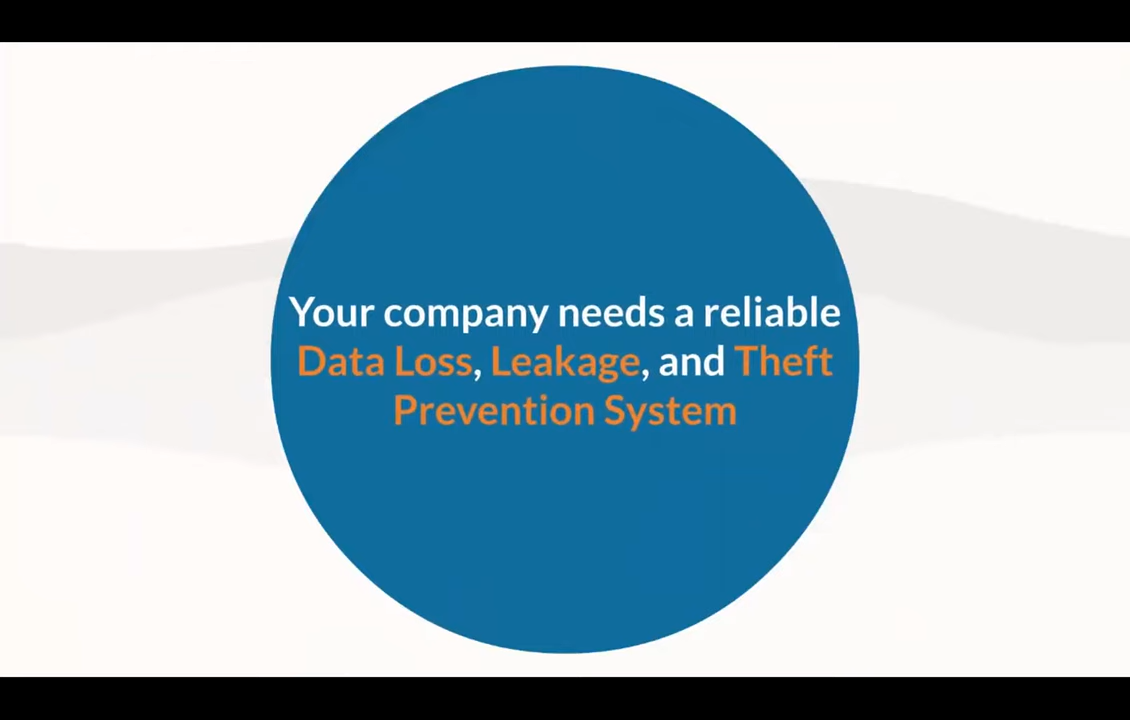 Your company needs a reliable
Data Loss, Leakage, and Theft
Prevention System